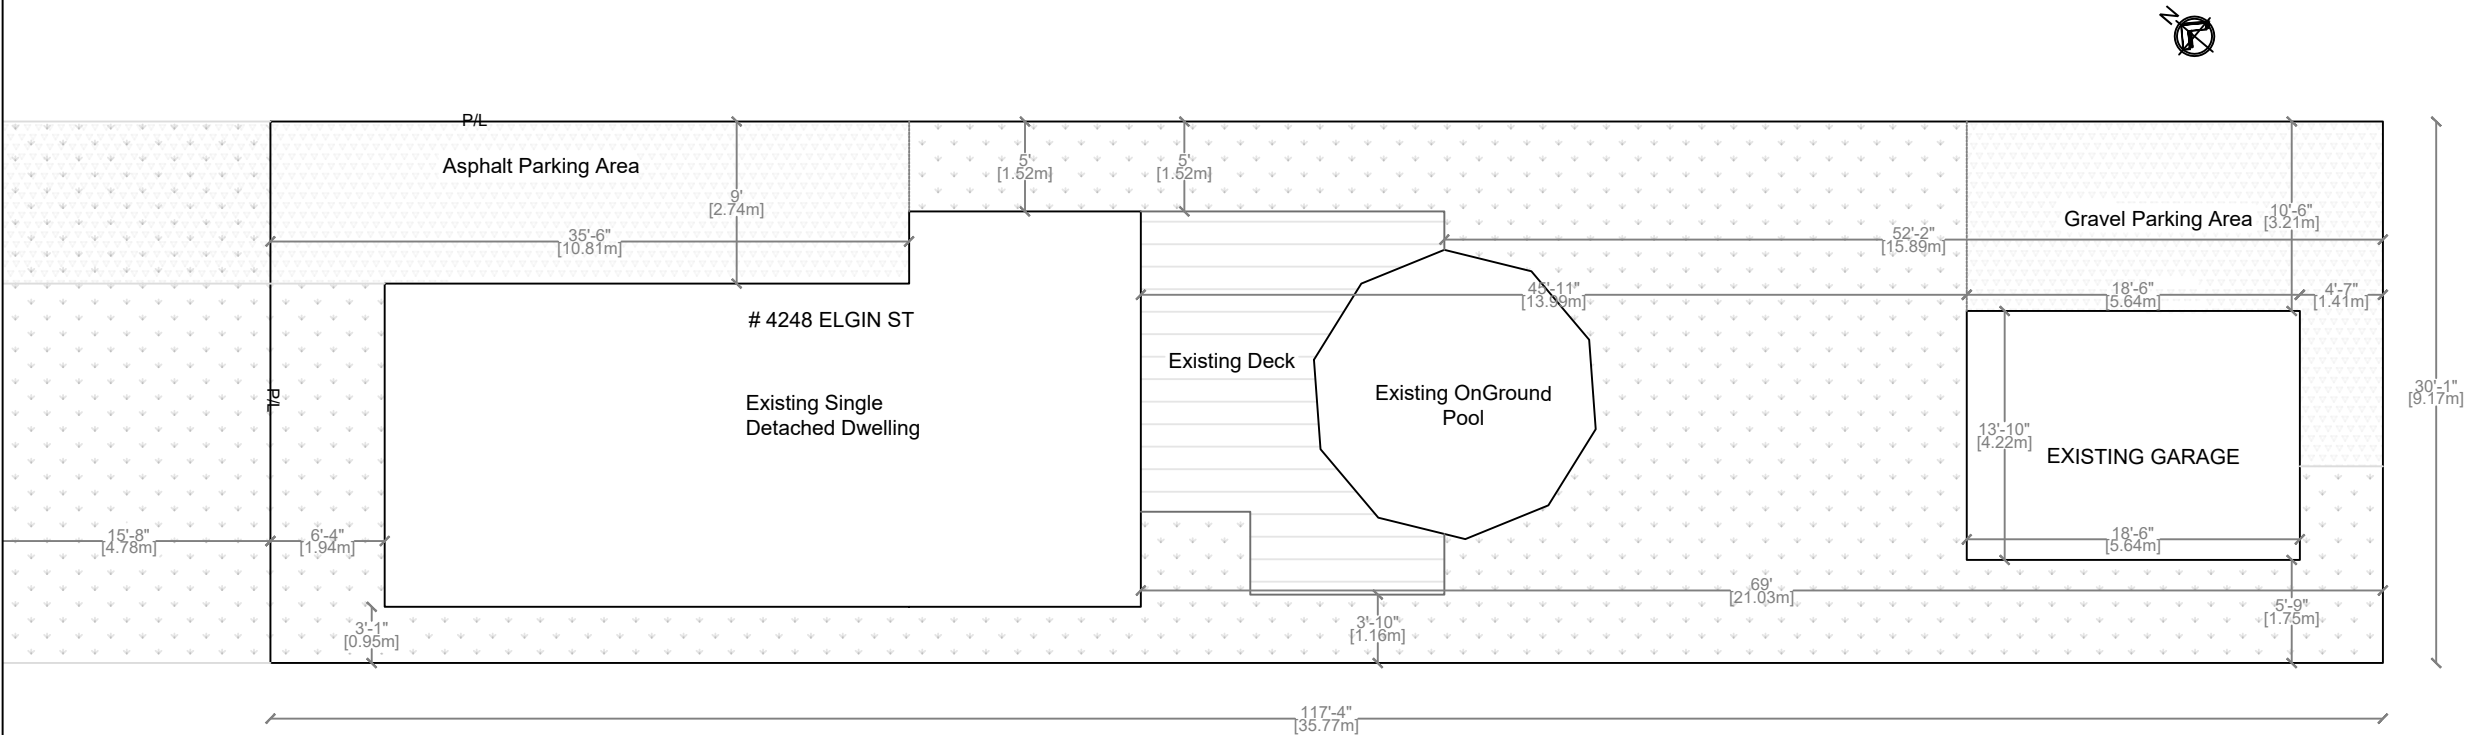 N
P/L
Asphalt Parking Area
5'
[1.52m]
5'
[1.52m]
9'
[2.74m]
Gravel Parking Area
10'-6"
[3.21m]
35'-6"
[10.81m]
52'-2"
[15.89m]
45'-11"
[13.99m]
18'-6"
[5.64m]
4'-7"
[1.41m]
# 4248 ELGIN ST
Existing Deck
P/L
Existing Single
Detached Dwelling
Existing OnGround
Pool
30'-1"
[9.17m]
13'-10"
[4.22m]
EXISTING GARAGE
15'-8"
[4.78m]
6'-4"
[1.94m]
18'-6"
[5.64m]
69'
[21.03m]
3'-1"
[0.95m]
3'-10"
[1.16m]
5'-9"
[1.75m]
117'-4"
[35.77m]